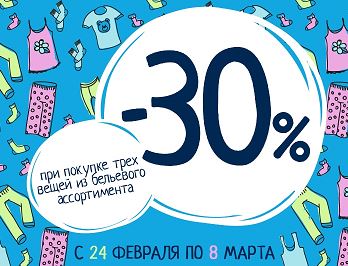 -30%
при покупке трех
вещей из бельевого
ассортимента
С 24 ФЕВРАЛЯ ПО 8 МАРТА